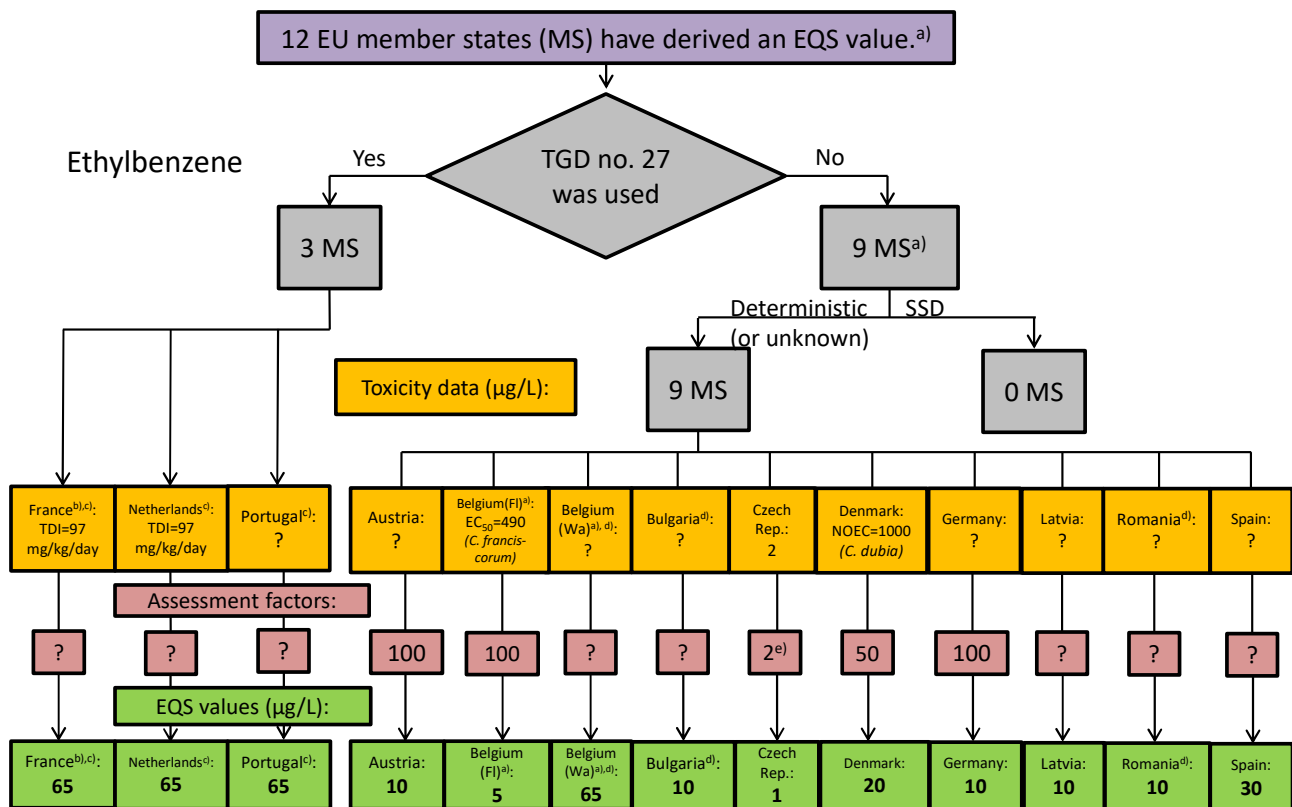 12 EU member states (MS) have derived an EQS value.a)
Ethylbenzene
Yes
TGD no. 27
was used
No
3 MS
9 MSa)
Deterministic
(or unknown)
SSD
Toxicity data (µg/L):
9 MS
0 MS
Franceb),c):
TDI=97
mg/kg/day
Netherlandsc):
TDI=97
mg/kg/day
Portugalc):
?
Austria:
?
Belgium(Fl)a):
EC50=490
(C. francis-
corum)
Belgium
(Wa)a), d):
?
Bulgariad):
?
Czech
Rep.:
2
Denmark:
NOEC=1000
(C. dubia)
Germany:
?
Latvia:
?
Romaniad):
?
Spain:
?
Assessment factors:
?
?
?
100
100
?
?
2e)
50
100
?
?
?
EQS values (µg/L):
Franceb),c):
65
Netherlandsc):
65
Portugalc):
65
Austria:
10
Belgium
(Fl)a):
5
Belgium
(Wa)a),d):
65
Bulgariad):
10
Czech
Rep.:
1
Denmark:
20
Germany:
10
Latvia:
10
Romaniad):
10
Spain:
30